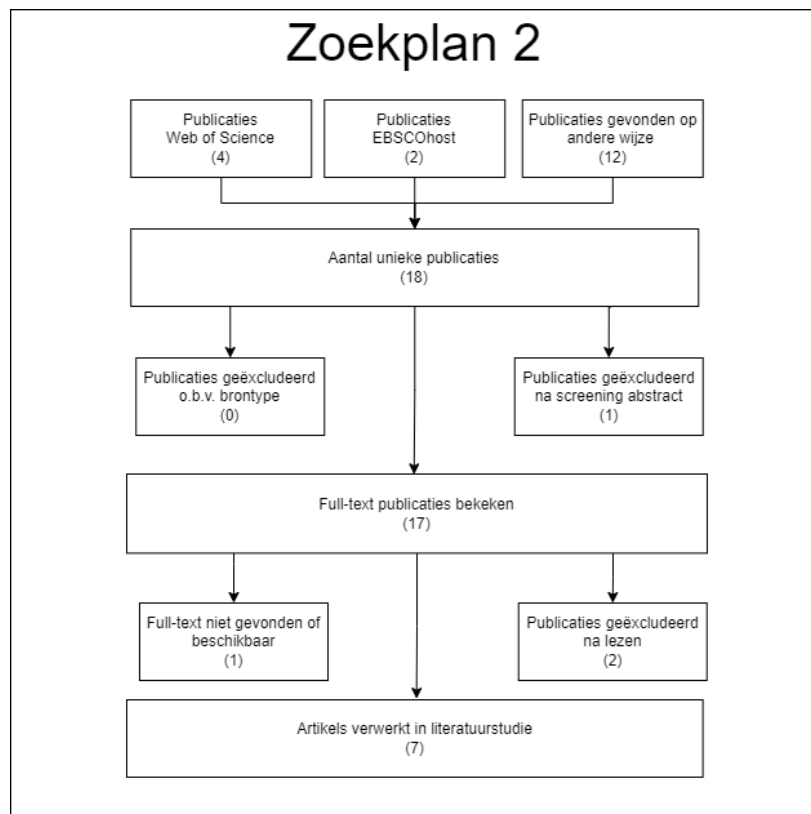 Zoekplan 2
Publicaties
Web of Science
(4)
Publicaties
EBSCOhost
(2)
Publicaties gevonden op
andere wijze
(12)
Aantal unieke publicaties
(18)
Publicaties geëxcludeerd
o.b.v. brontype
(0)
Publicaties geëxcludeerd
na screening abstract
(1)
Full-text publicaties bekeken
(17)
Full-text niet gevonden of
beschikbaar
(1)
Publicaties geëxcludeerd
na lezen
(2)
Artikels verwerkt in literatuurstudie
(7)